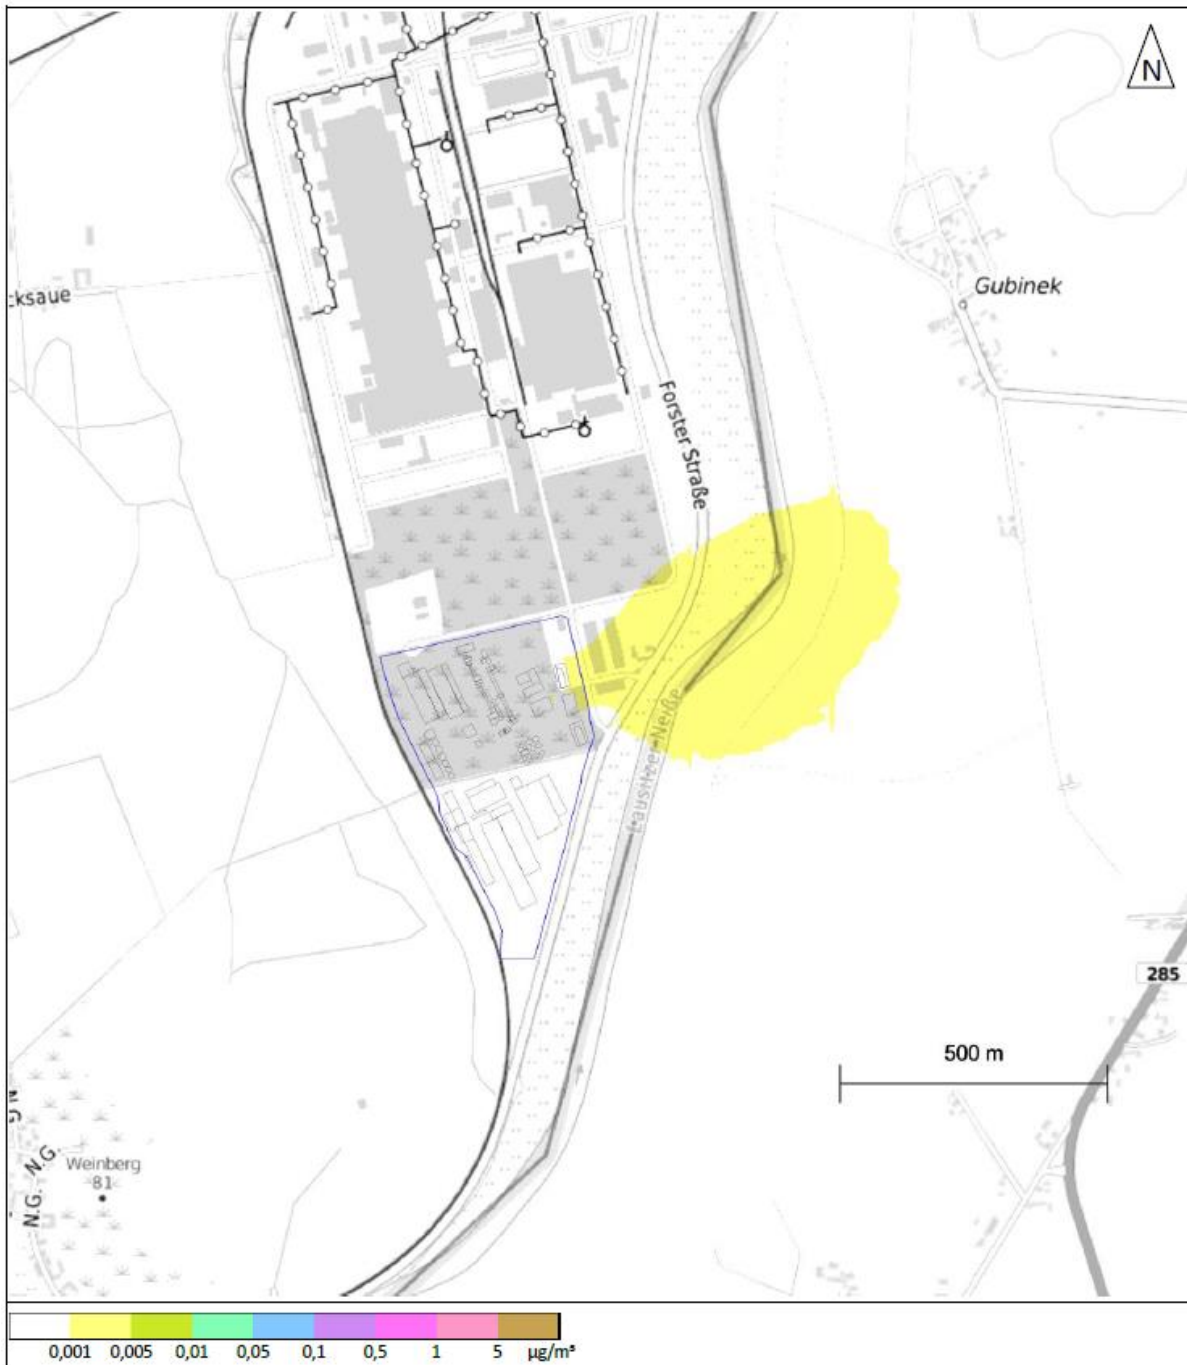 N
cksaue
Gubinek
Forster Straße
Lausitzer Neiße
285
500 m
N.G.
N.G.
Weinberg
81
0,001 0,005 0,01 0,05 0,1 0,5 1 5 µg/m³